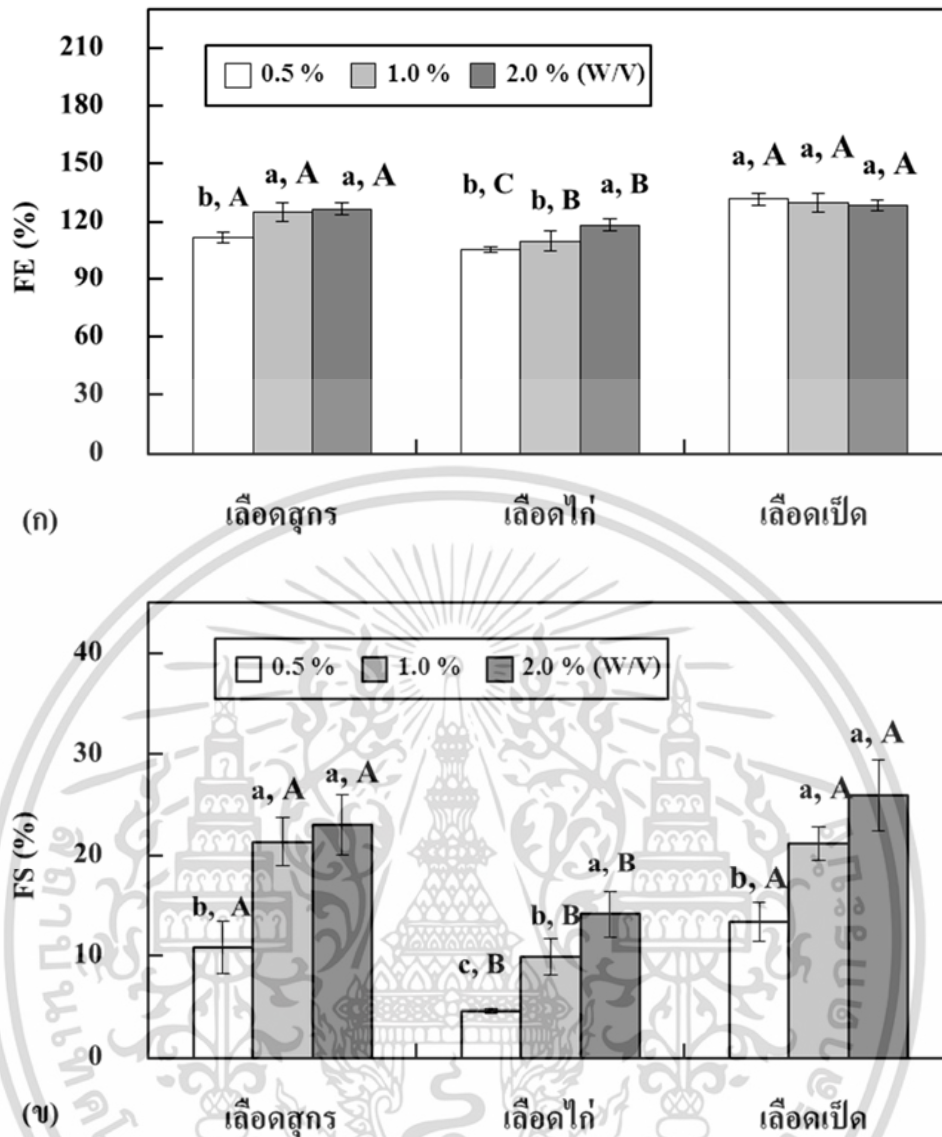 210
180
150
120
90
60
30
0
FE (%)
0.5 % 1.0 % 2.0 % (W/V)
b, A a, A a, A b, C b, B a, B a, A a, A a, A
(ก) เลือดสุกร เลือดไก่ เลือดเป็ด
40
30
20
10
0
FS (%)
0.5 % 1.0 % 2.0 % (W/V)
b, A a, A a, A c, B b, B a, B b, A a, A a, A
(ข) เลือดสุกร เลือดไก่ เลือดเป็ด